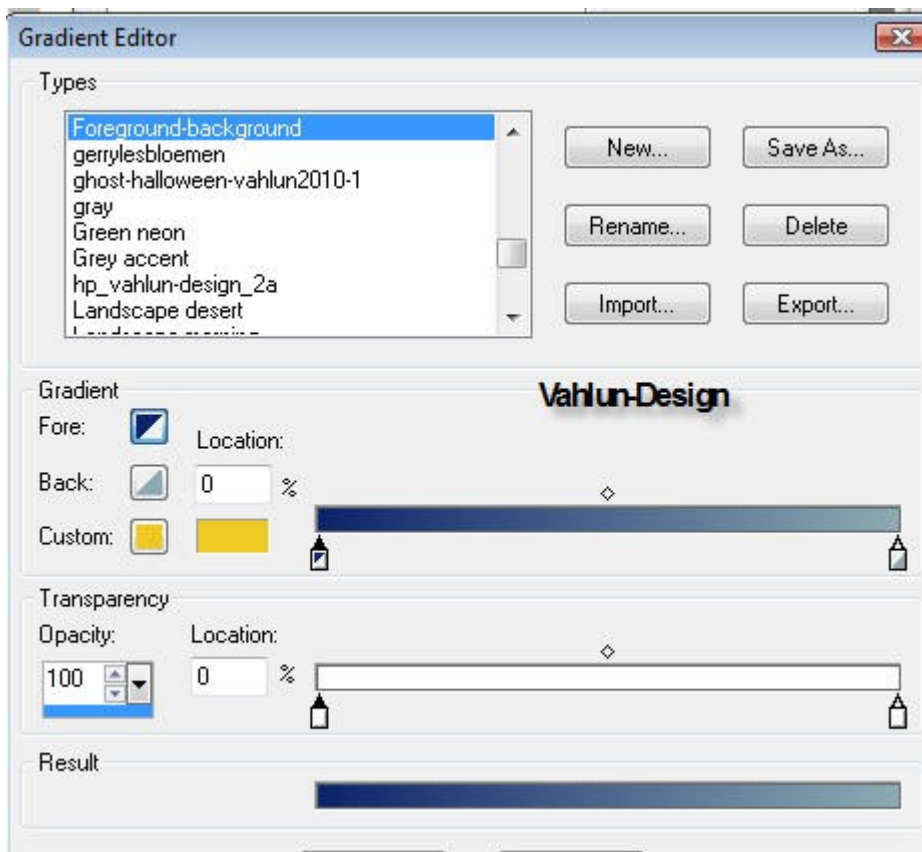 Gradient Editor
Types
Foreground-background
gerrylesbloemen
ghost-halloween-vahlun2010-1
gray
Green neon
Grey accent
hp_vahlun-design_2a
Landscape desert
Landscape morning
New...
Save As...
Rename...
Delete
Import...
Export...
Gradient
Vahlun-Design
Fore:
Location:
Back:
0
%
Custom:
Transparency
Opacity:
Location:
100
0
%
Result